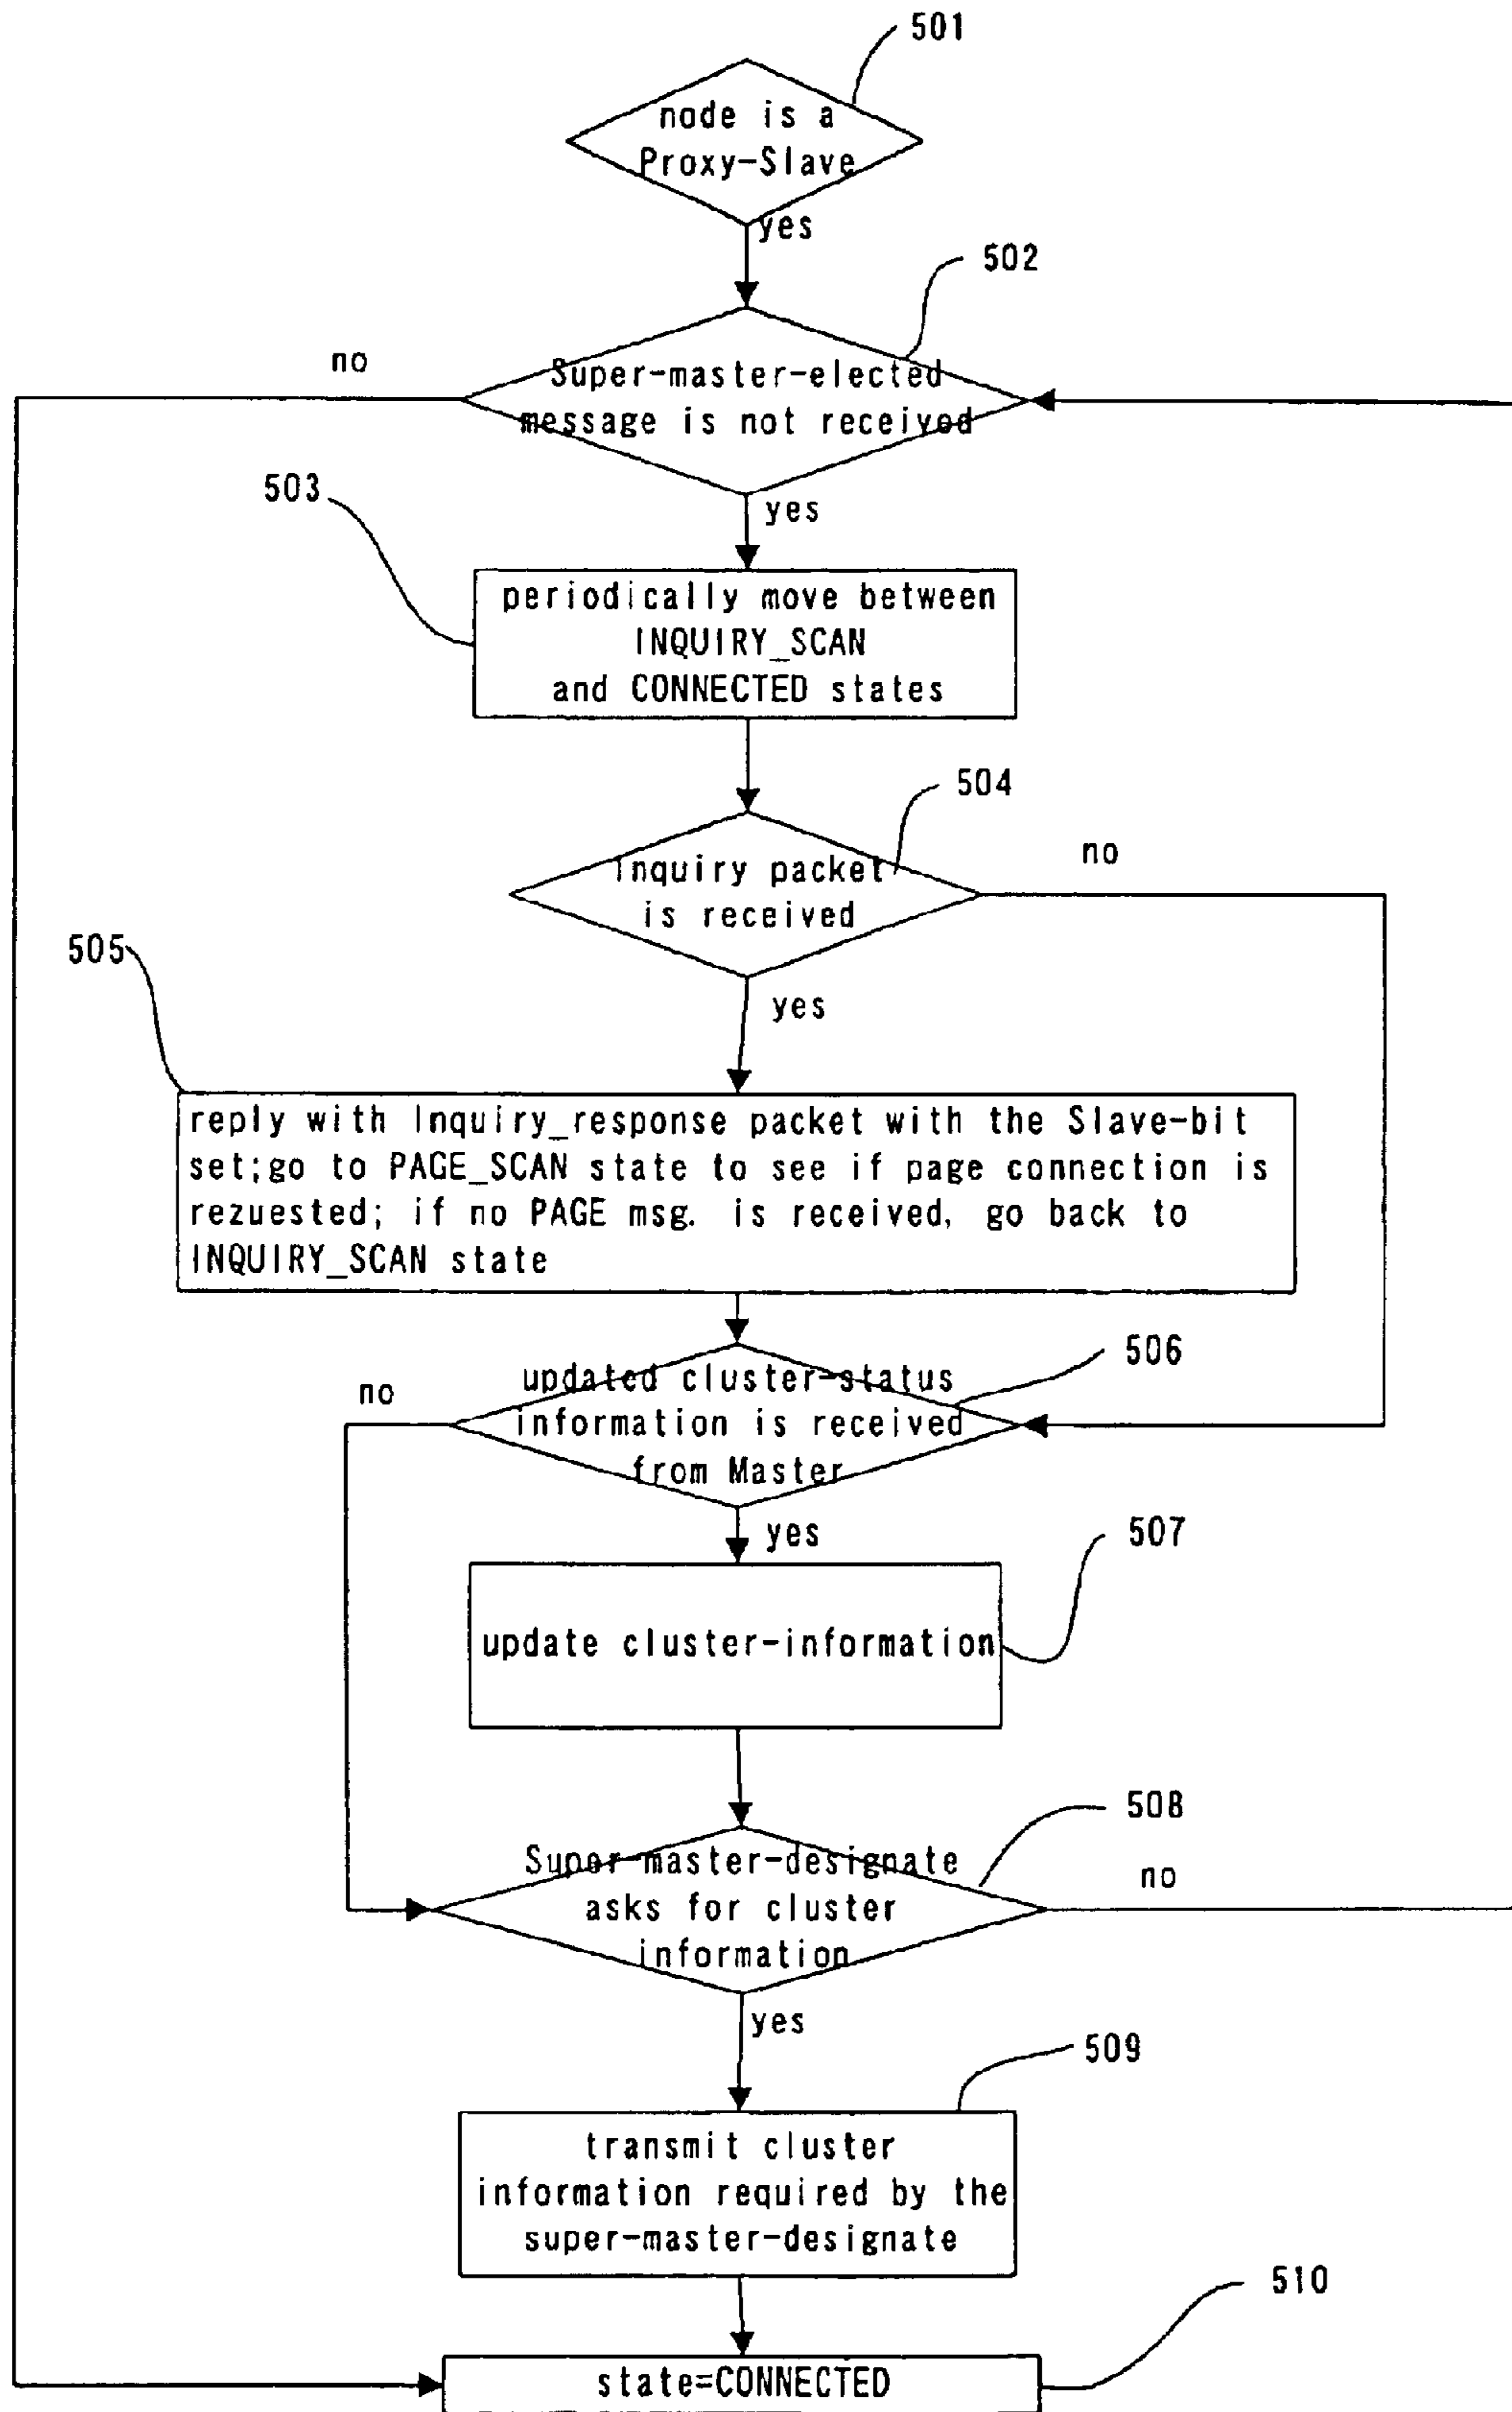 501
node is a
Proxy-Slave
yes
502
no
Super-master-elected
message is not received
503
yes
periodically move between
INQUIRY_SCAN
and CONNECTED states
504
no
Inquiry packet
is received
505
yes
reply with Inquiry_response packet with the Slave-bit
set;go to PAGE_SCAN state to see if page connection is
rezuested; if no PAGE msg. is received, go back to
INQUIRY_SCAN state
506
no
updated cluster-status
information is received
from Master
yes
507
update cluster-information
508
Super-master-designate
asks for cluster
information
no
yes
509
transmit cluster
information required by the
super-master-designate
510
state=CONNECTED